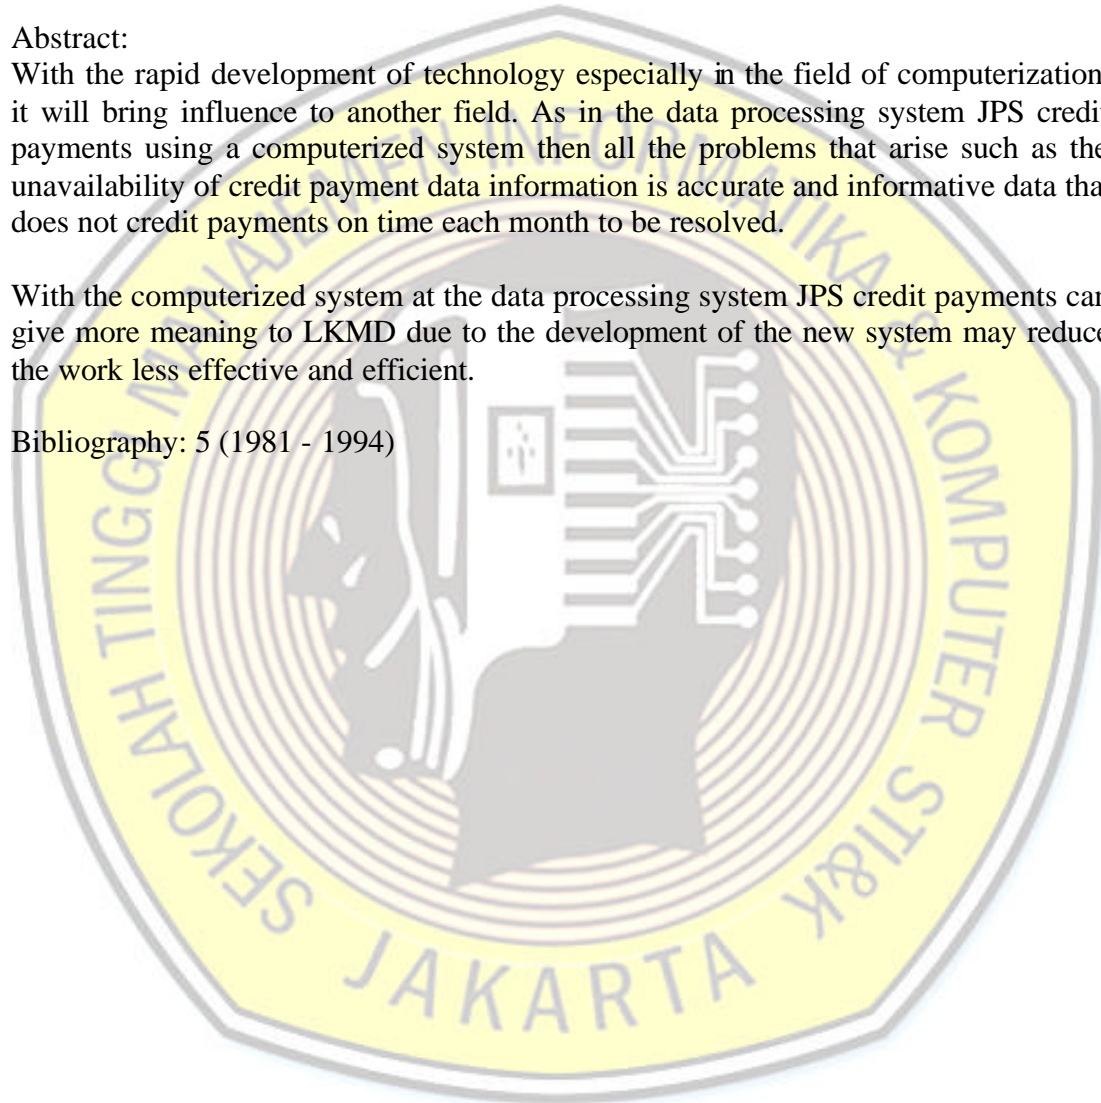 Abstract:
With the rapid development of technology especially in the field of computerization
it will bring influence to another field. As in the data processing system JPS credi
payments using a computerized system then all the problems that arise such as the
unavailability of credit payment data information is accurate and informative data tha
does not credit payments on time each month to be resolved.
With the computerized system at the data processing system JPS credit payments can
give more meaning to LKMD due to the development of the new system may reduce
the work less effective and efficient.
Bibliography: 5 (1981 - 1994)
SEKOLAH TINGGI MANAJEMEN INFORMATIKA & KOMPUTER STI&K
JAKARTA